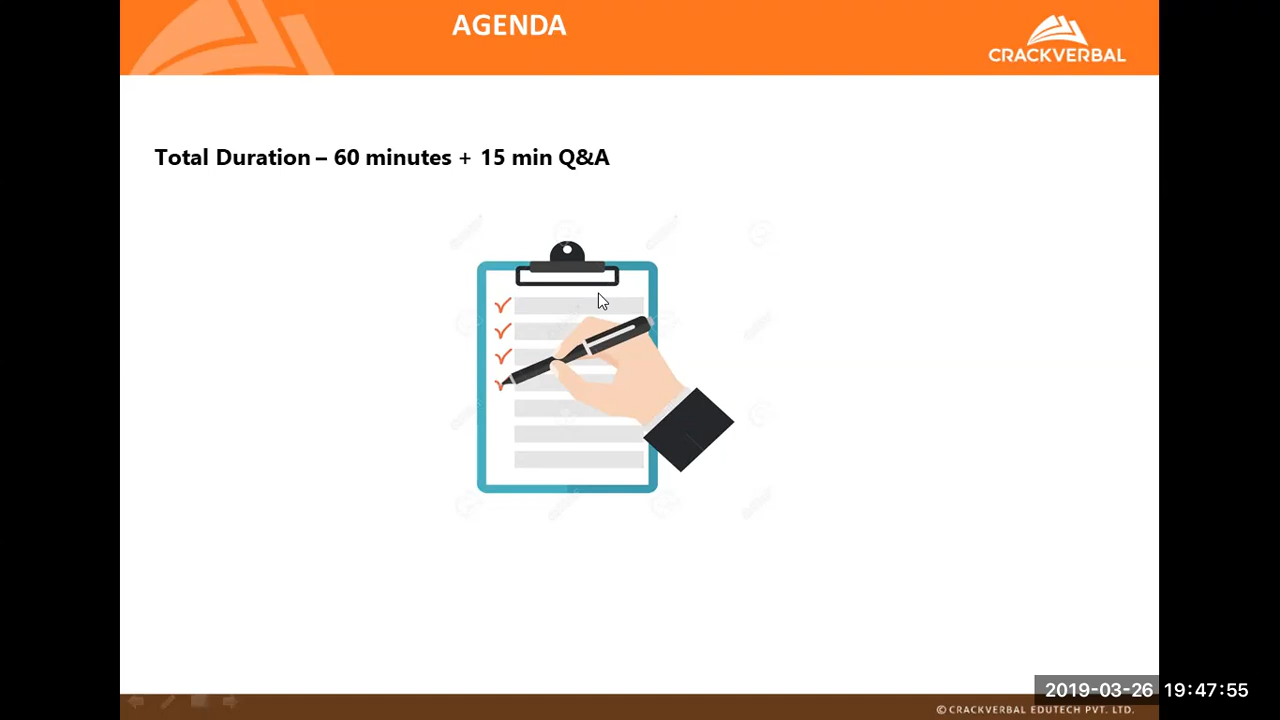 AGENDA
CRACKVERBAL
Total Duration – 60 minutes + 15 min Q&A
2019-03-26 19:47:55
© CRACKVERBAL EDUTECH PVT. LTD.